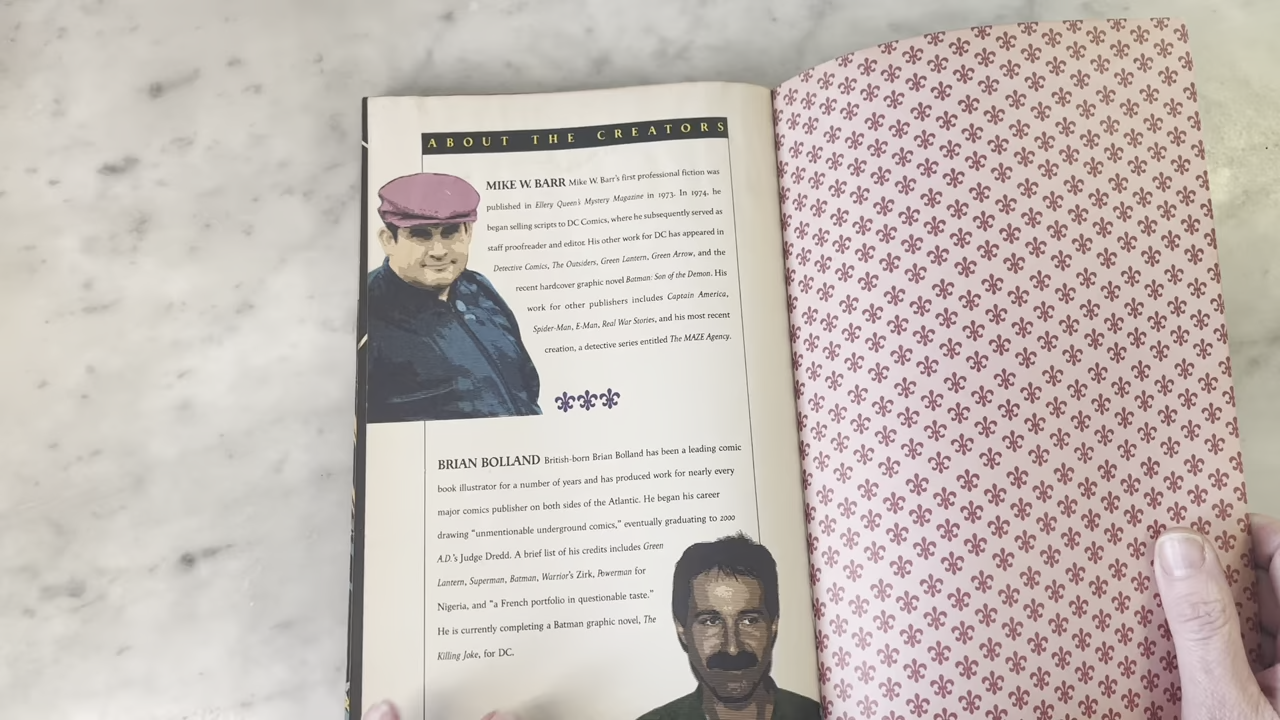 ABOUT THE CREATORS
MIKE W. BARR Mike W. Barr's first professional fiction was
published in Ellery Queen's Mystery Magazine in 1973. In 1974, he
began selling scripts to DC Comics, where he subsequently served as
staff proofreader and editor. His other work for DC has appeared in
Detective Comics, The Outsiders, Green Lantern, Green Arrow, and the
recent hardcover graphic novel Batman: Son of the Demon. His
work for other publishers includes Captain America,
Spider-Man, E-Man, Real War Stories, and his most recent
creation, a detective series entitled The MAZE Agency.
BRIAN BOLLAND British-born Brian Bolland has been a leading comic
book illustrator for a number of years and has produced work for nearly every
major comics publisher on both sides of the Atlantic. He began his career
drawing "unmentionable underground comics," eventually graduating to 2000
A.D.'s Judge Dredd. A brief list of his credits includes Green
Lantern, Superman, Batman, Warrior's Zirk, Powerman for
Nigeria, and "a French portfolio in questionable taste."
He is currently completing a Batman graphic novel, The
Killing Joke, for DC.